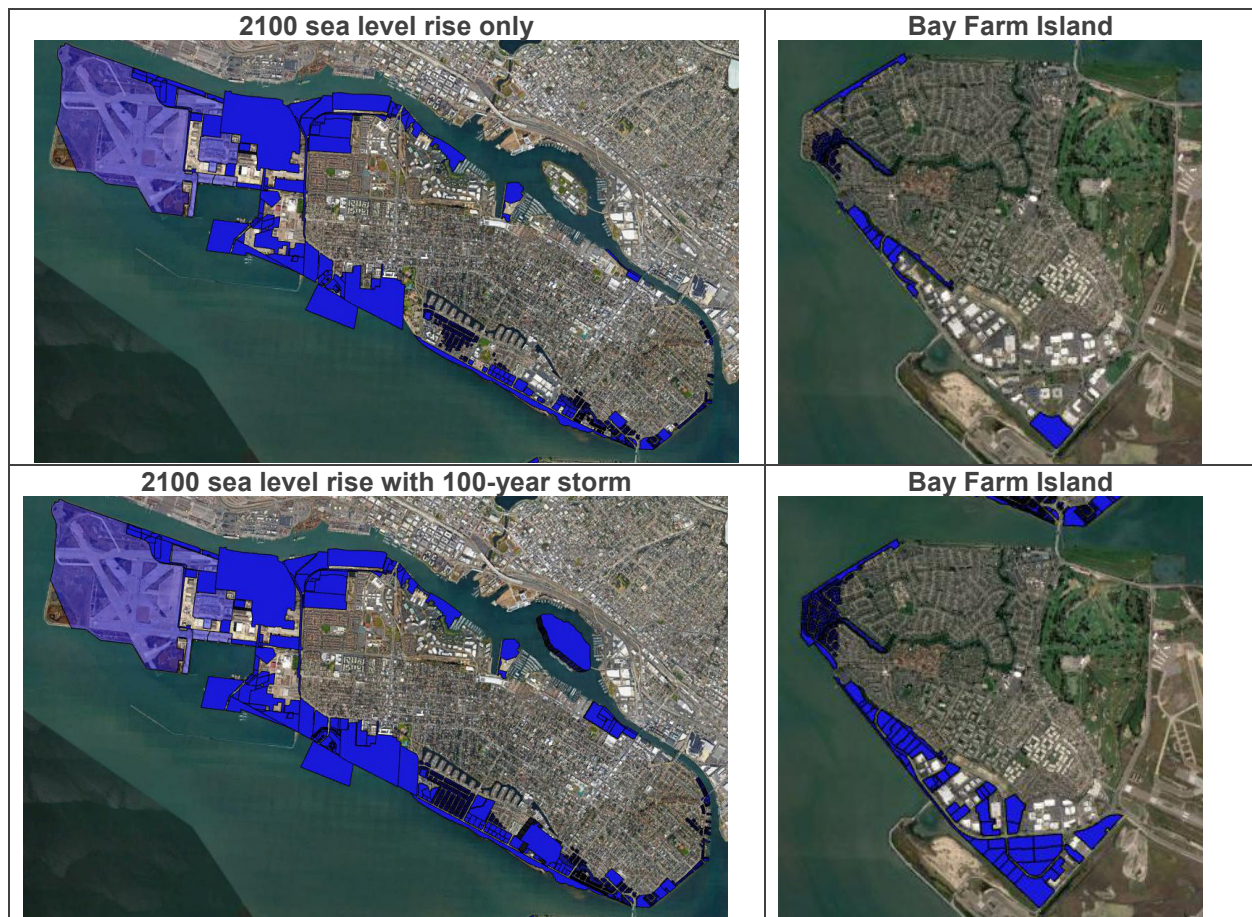 2100 sea level rise only
Bay Farm Island
2100 sea level rise with 100-year storm
Bay Farm Island